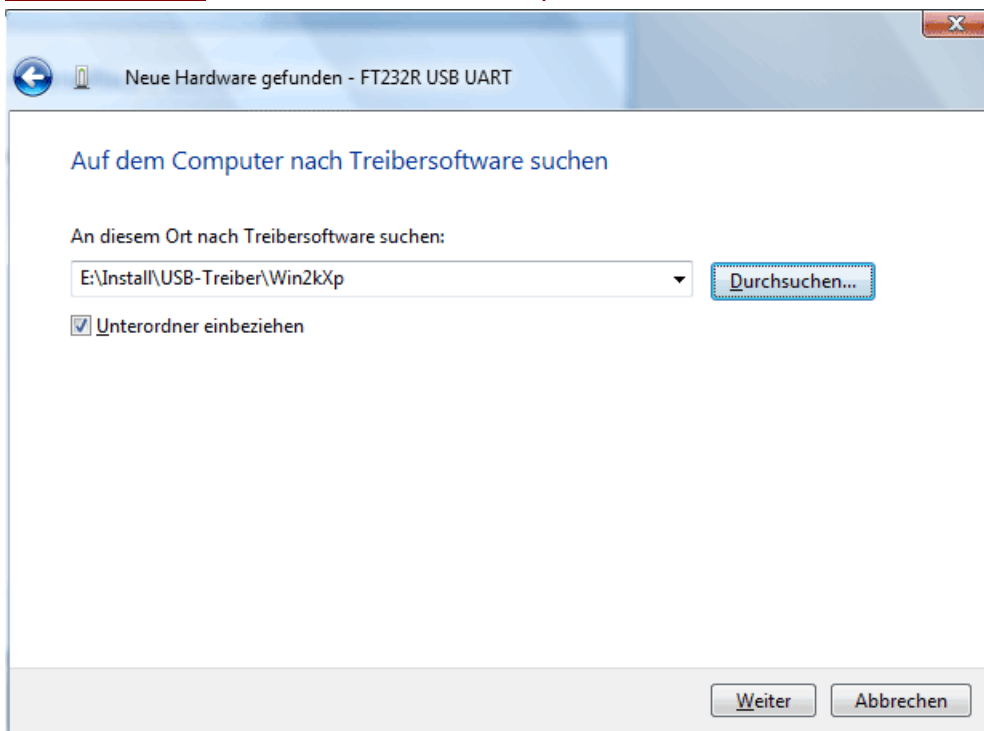 Neue Hardware gefunden - FT232R USB UART
Auf dem Computer nach Treibersoftware suchen
An diesem Ort nach Treibersoftware suchen:
E:\Install\USB-Treiber\Win2kXp
Durchsuchen...
Unterordner einbeziehen
Weiter
Abbrechen